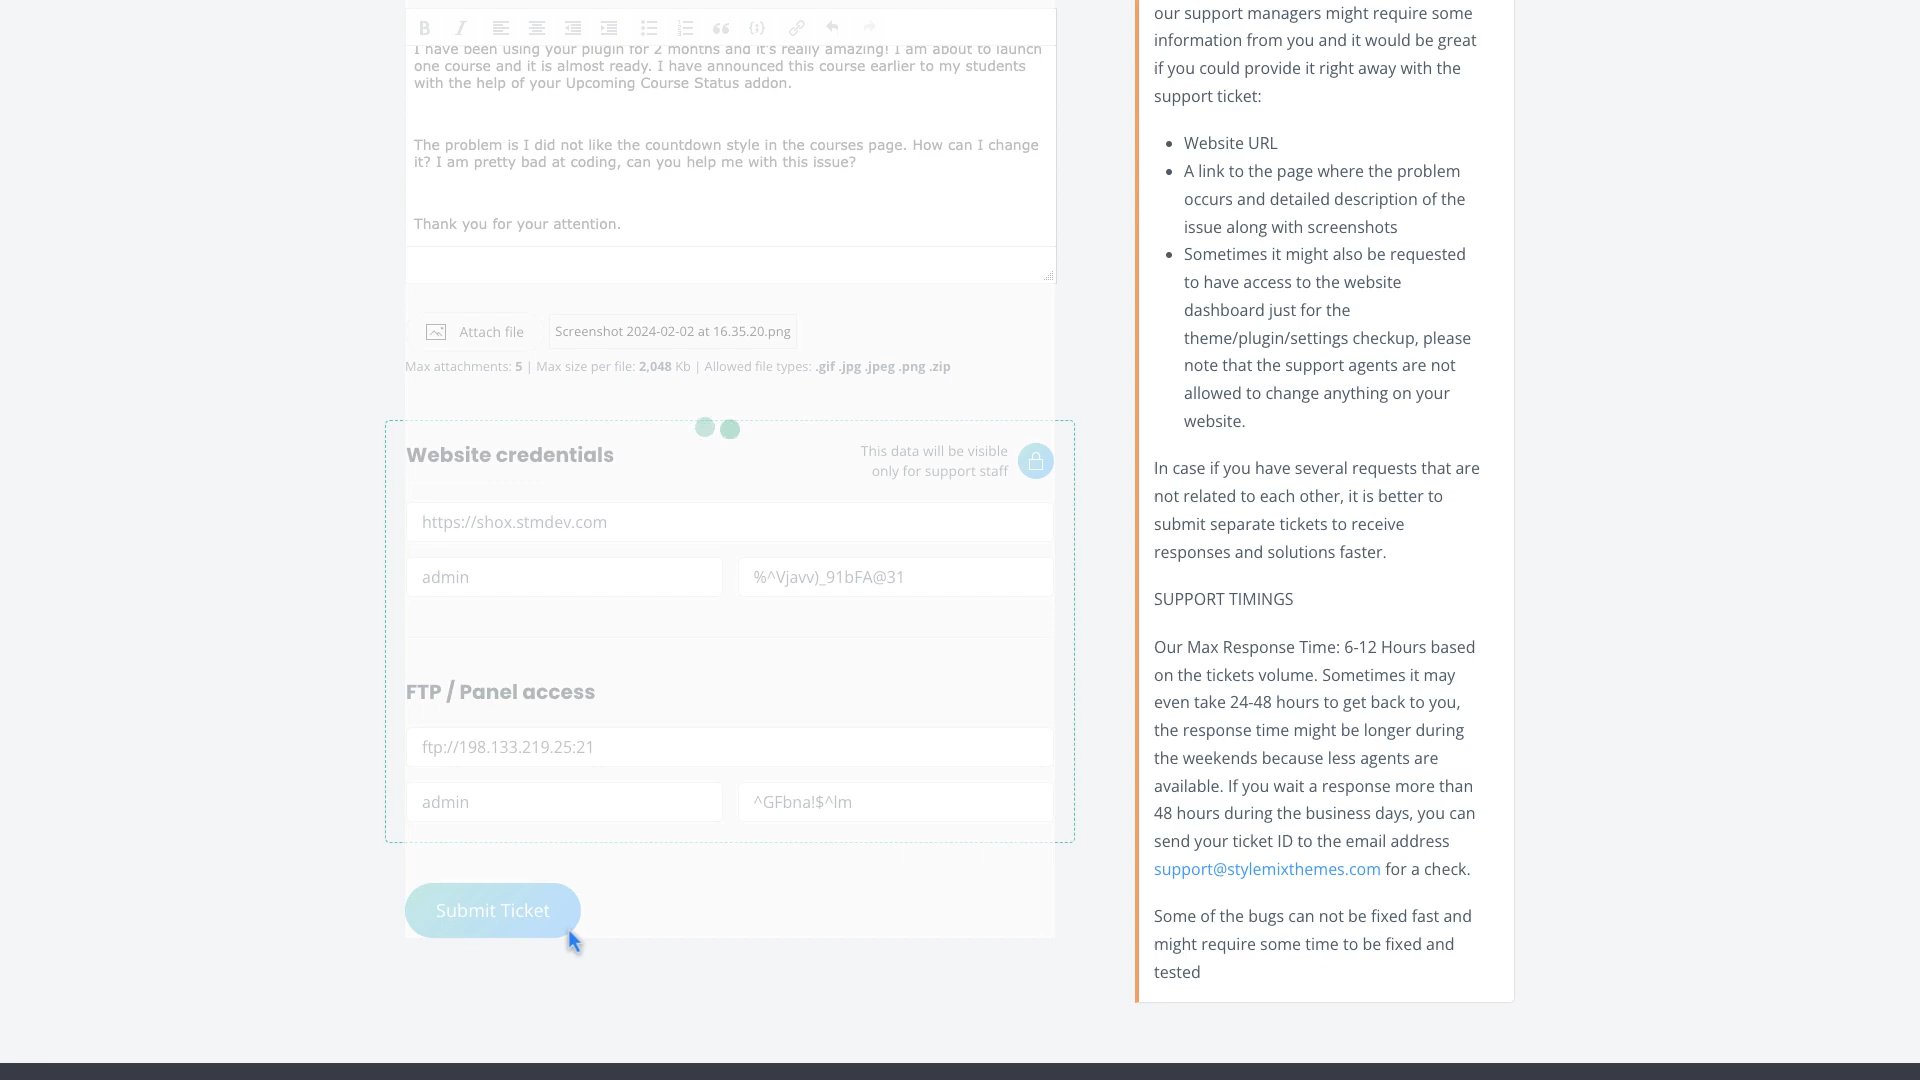 I have been using your plugin for 2 months and it's really amazing! I am about to launch
one course and it is almost ready. I have announced this course earlier to my students
with the help of your Upcoming Course Status addon.
The problem is I did not like the countdown style in the courses page. How can I change
it? I am pretty bad at coding, can you help me with this issue?
Thank you for your attention.
Attach file
Screenshot 2024-02-02 at 16.35.20.png
Max attachments: 5 | Max size per file: 2,048 Kb | Allowed file types: .gif .jpg .jpeg .png .zip
Website credentials
This data will be visible
only for support staff
https://shox.stmdev.com
admin
%^Vjavv)_91bFA@31
FTP / Panel access
ftp://198.133.219.25:21
admin
^GFbna!$^lm
Submit Ticket
our support managers might require some
information from you and it would be great
if you could provide it right away with the
support ticket:
Website URL
A link to the page where the problem
occurs and detailed description of the
issue along with screenshots
Sometimes it might also be requested
to have access to the website
dashboard just for the
theme/plugin/settings checkup, please
note that the support agents are not
allowed to change anything on your
website.
In case if you have several requests that are
not related to each other, it is better to
submit separate tickets to receive
responses and solutions faster.
SUPPORT TIMINGS
Our Max Response Time: 6-12 Hours based
on the tickets volume. Sometimes it may
even take 24-48 hours to get back to you,
the response time might be longer during
the weekends because less agents are
available. If you wait a response more than
48 hours during the business days, you can
send your ticket ID to the email address
support@stylemixthemes.com for a check.
Some of the bugs can not be fixed fast and
might require some time to be fixed and
tested